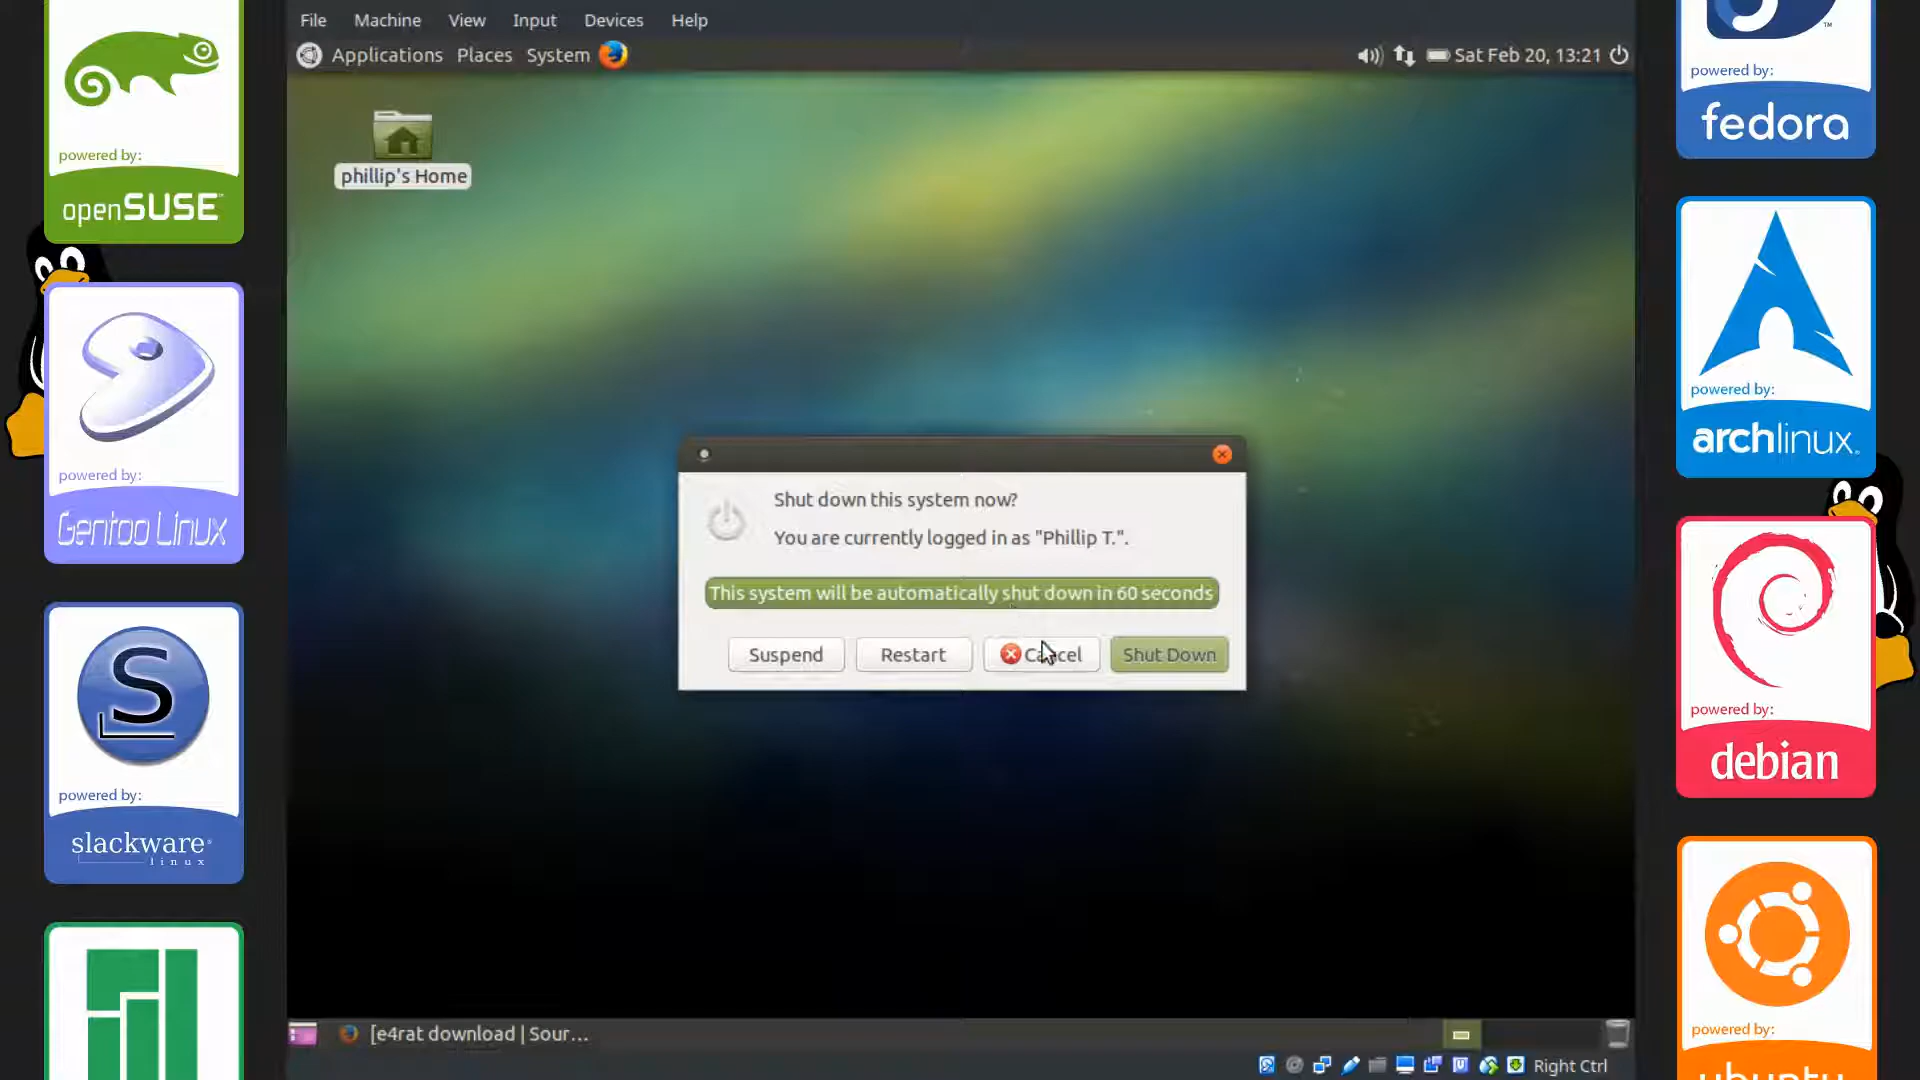 File Machine View Input Devices Help
Applications Places System
Sat Feb 20, 13:21
phillip's Home
Shut down this system now?
You are currently logged in as "Phillip T.".
This system will be automatically shut down in 60 seconds
Suspend Restart Cancel Shut Down
[e4rat download | Sour...
Right Ctrl
powered by:
openSUSE
powered by:
Gentoo Linux
powered by:
slackware
linux
powered by:
fedora
powered by:
archlinux
powered by:
debian
powered by:
ubuntu